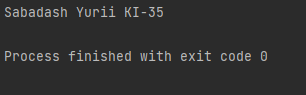 Sabadash Yurii KI-35
Process finished with exit code 0